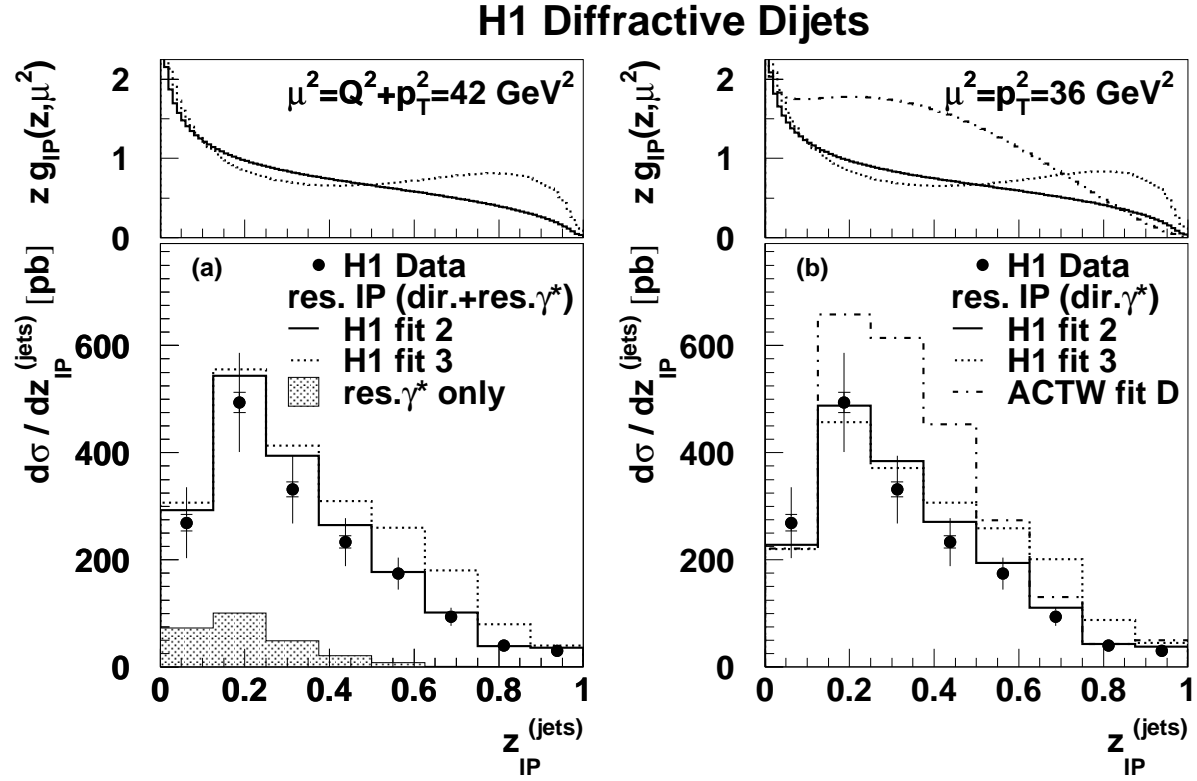 H1 Diffractive Dijets
z g_IP(z,μ²)
2
1
0
μ²=Q²+p_T²=42 GeV²
dσ / dz_IP^(jets) [pb]
600
400
200
0
(a)
H1 Data
res. IP (dir.+res.γ*)
H1 fit 2
H1 fit 3
res.γ* only
0 0.2 0.4 0.6 0.8 1
z_IP^(jets)
z g_IP(z,μ²)
2
1
0
μ²=p_T²=36 GeV²
dσ / dz_IP^(jets) [pb]
600
400
200
0
(b)
H1 Data
res. IP (dir.γ*)
H1 fit 2
H1 fit 3
ACTW fit D
0 0.2 0.4 0.6 0.8 1
z_IP^(jets)